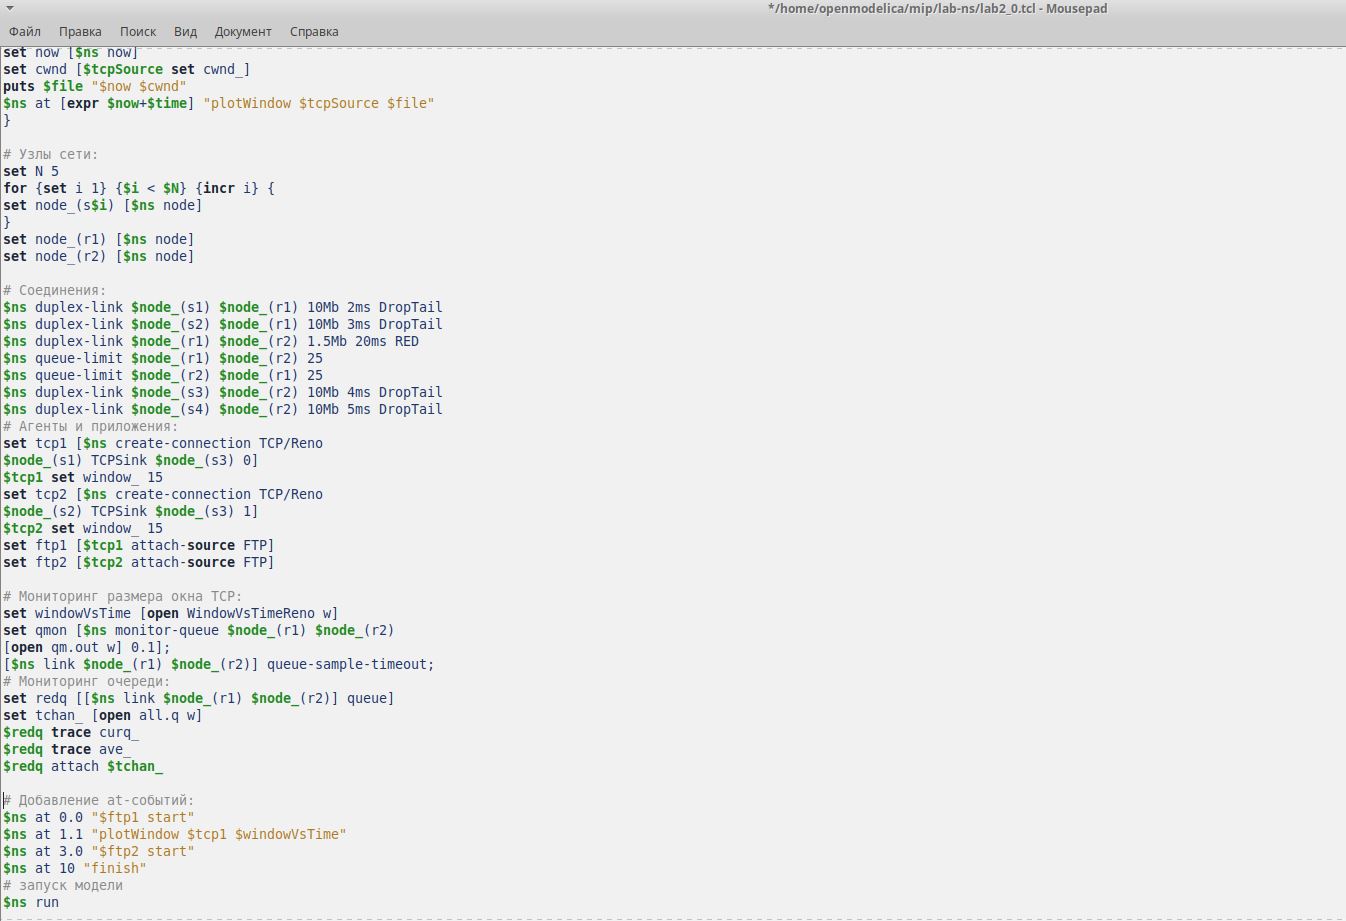 */home/openmodelica/mip/lab-ns/lab2_0.tcl - Mousepad
Файл Правка Поиск Вид Документ Справка
set now [$ns now]
set cwnd [$tcpSource set cwnd_]
puts $file "$now $cwnd"
$ns at [expr $now+$time] "plotWindow $tcpSource $file"
}
# Узлы сети:
set N 5
for {set i 1} {$i < $N} {incr i} {
set node_(s$i) [$ns node]
}
set node_(r1) [$ns node]
set node_(r2) [$ns node]
# Соединения:
$ns duplex-link $node_(s1) $node_(r1) 10Mb 2ms DropTail
$ns duplex-link $node_(s2) $node_(r1) 10Mb 3ms DropTail
$ns duplex-link $node_(r1) $node_(r2) 1.5Mb 20ms RED
$ns queue-limit $node_(r1) $node_(r2) 25
$ns queue-limit $node_(r2) $node_(r1) 25
$ns duplex-link $node_(s3) $node_(r2) 10Mb 4ms DropTail
$ns duplex-link $node_(s4) $node_(r2) 10Mb 5ms DropTail
# Агенты и приложения:
set tcp1 [$ns create-connection TCP/Reno
$node_(s1) TCPSink $node_(s3) 0]
$tcp1 set window_ 15
set tcp2 [$ns create-connection TCP/Reno
$node_(s2) TCPSink $node_(s3) 1]
$tcp2 set window_ 15
set ftp1 [$tcp1 attach-source FTP]
set ftp2 [$tcp2 attach-source FTP]
# Мониторинг размера окна TCP:
set windowVsTime [open WindowVsTimeReno w]
set qmon [$ns monitor-queue $node_(r1) $node_(r2)
[open qm.out w] 0.1];
[$ns link $node_(r1) $node_(r2)] queue-sample-timeout;
# Мониторинг очереди:
set redq [[$ns link $node_(r1) $node_(r2)] queue]
set tchan_ [open all.q w]
$redq trace curq_
$redq trace ave_
$redq attach $tchan_
# Добавление at-событий:
$ns at 0.0 "$ftp1 start"
$ns at 1.1 "plotWindow $tcp1 $windowVsTime"
$ns at 3.0 "$ftp2 start"
$ns at 10 "finish"
# запуск модели
$ns run